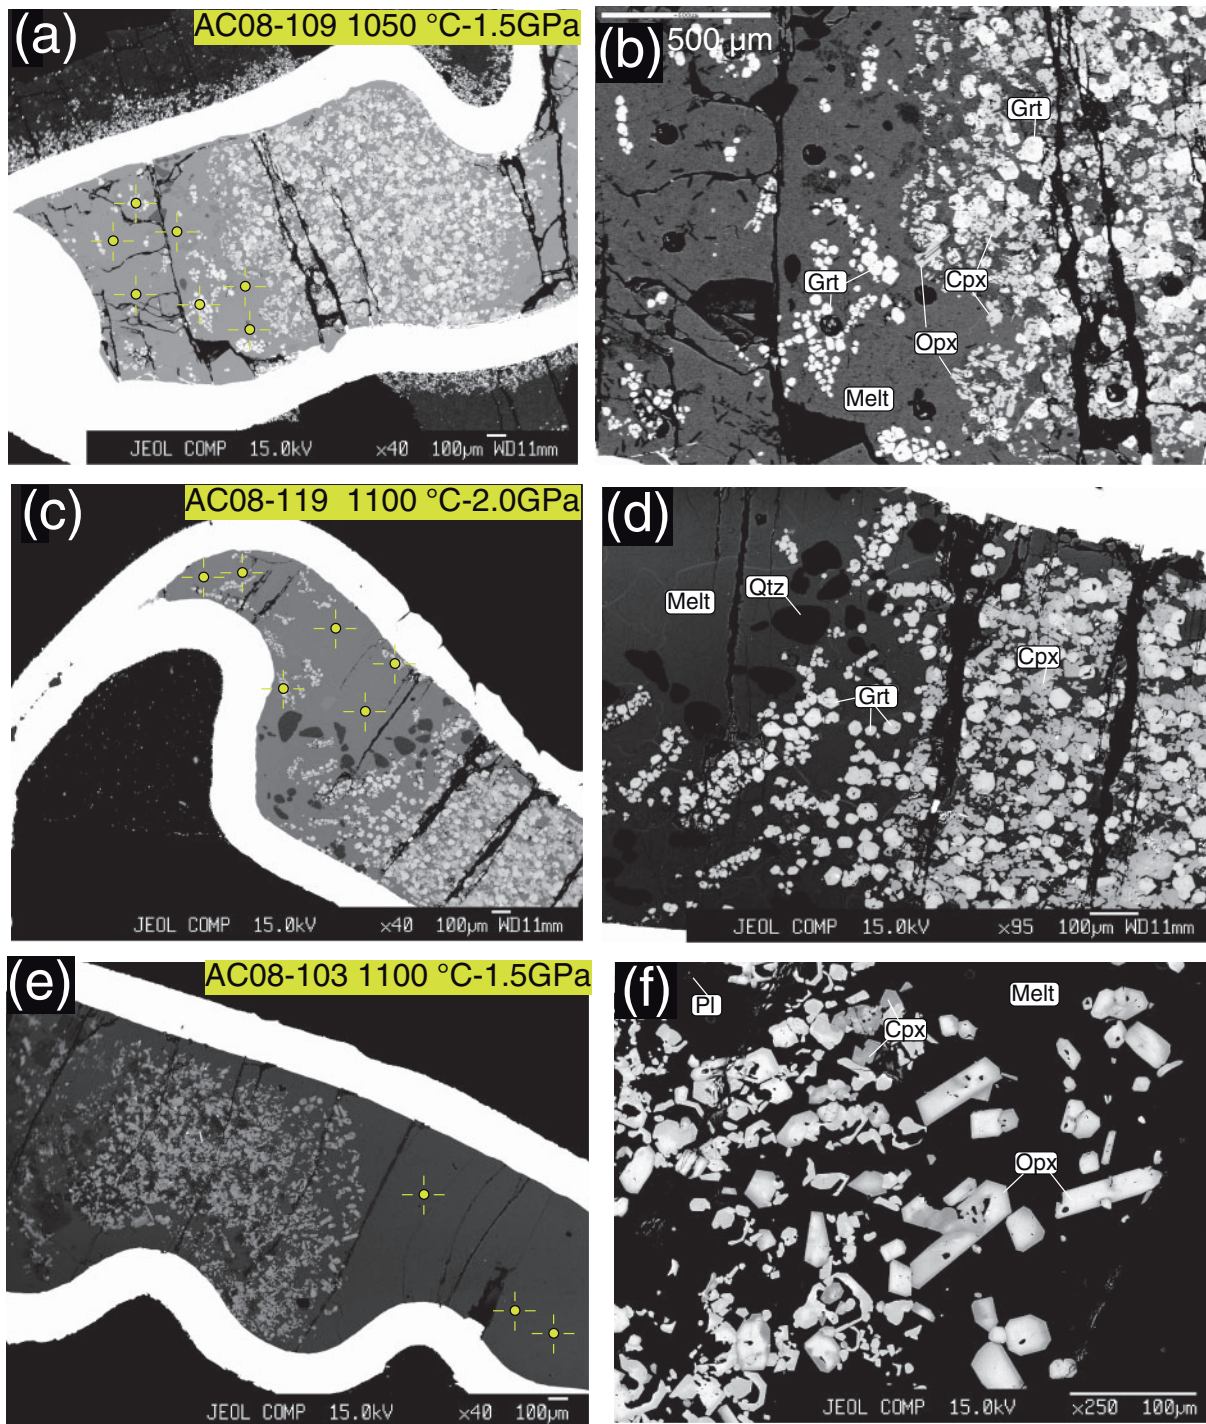 (a) AC08-109 1050 °C-1.5GPa
JEOL COMP 15.0kV ×40 100µm WD11mm
(b) 500 µm
Grt
Grt
Cpx
Opx
Melt
(c) AC08-119 1100 °C-2.0GPa
JEOL COMP 15.0kV ×40 100µm WD11mm
(d)
Melt
Qtz
Cpx
Grt
JEOL COMP 15.0kV ×95 100µm WD11mm
(e) AC08-103 1100 °C-1.5GPa
JEOL COMP 15.0kV ×40 100µm
(f)
Pl
Melt
Cpx
Opx
JEOL COMP 15.0kV ×250 100µm